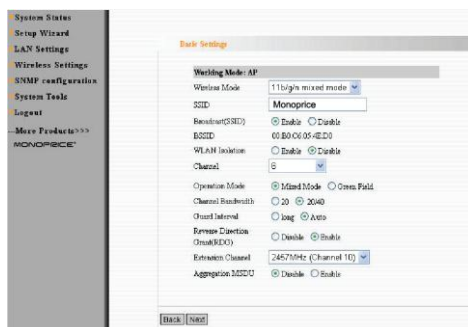 System Status
Setup Wizard
LAN Settings
Wireless Settings
SNMP configuration
System Tools
Logout
...More Products>>>
MONOPRICE™
Basic Settings
Working Mode: AP
Wireless Mode 11b/g/n mixed mode
SSID Monoprice
Broadcast(SSID) Enable Disable
BSSID
WLAN Isolation Enable Disable
Channel 6
Operation Mode Mixed Mode Green Field
Channel Bandwidth 20 20/40
Guard Interval long Auto
Reverse Direction
Grant(RDG) Disable Enable
Extension Channel 2457MHz (Channel 10)
Aggregation MSDU Disable Enable
Back Next